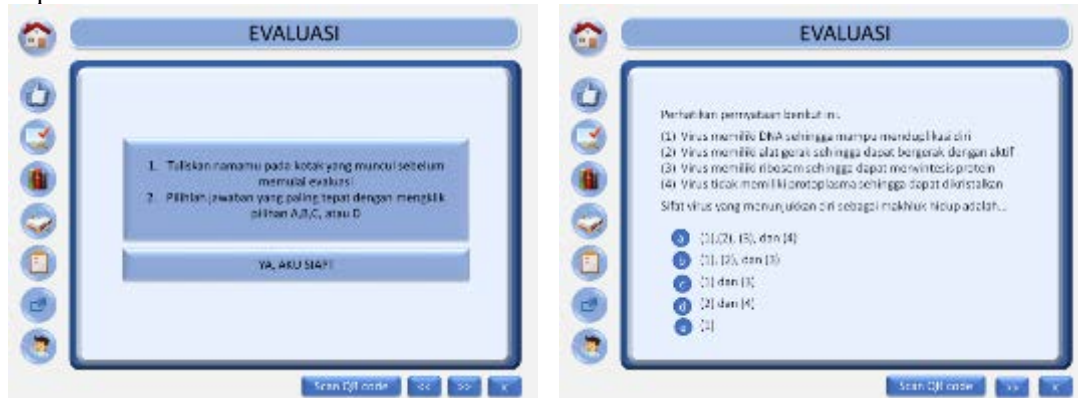 EVALUASI
1. Tuliskan namamu pada kotak yang muncul sebelum
memulai evaluasi
2. Pilihlah jawaban yang paling tepat dengan mengklik
pilihan A,B,C, atau D
YA, AKU SIAP!
Scan QR code << >> x
EVALUASI
Perhatikan pernyataan berikut ini.
(1) Virus memiliki DNA sehingga mampu menduplikasi diri
(2) Virus memiliki alat gerak sehingga dapat bergerak dengan aktif
(3) Virus memiliki ribosom sehingga dapat menyintesis protein
(4) Virus tidak memiliki protoplasma sehingga dapat dikristalkan
Sifat virus yang menunjukkan ciri sebagai makhluk hidup adalah...
a (1),(2), (3), dan (4)
b (1), (2), dan (3)
c (1) dan (3)
d (2) dan (4)
e (1)
Scan QR code >> x